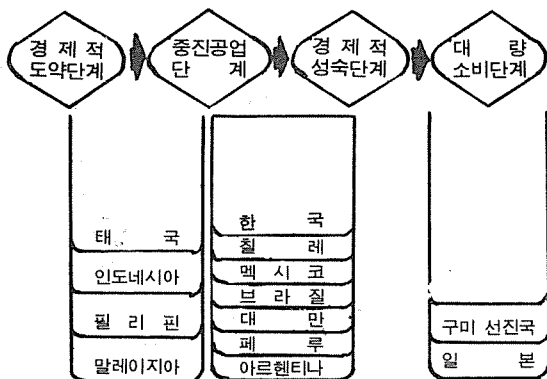 경제적
도약단계
중진공업
단계
경제적
성숙단계
대량
소비단계
태국
인도네시아
필리핀
말레이지아
한국
칠레
멕시코
브라질
대만
페루
아르헨티나
구미 선진국
일본